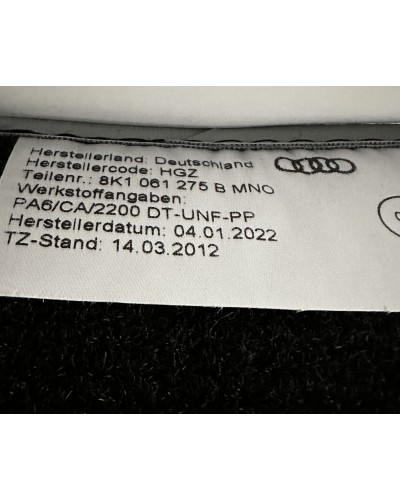 Herstellerland: Deutschland
Herstellercode: HGZ
Teilenr.: 8K1 061 275 B MNO
Werkstoffangaben:
PA6/CA/2200 DT-UNF-PP
Herstellerdatum: 04.01.2022
TZ-Stand: 14.03.2012